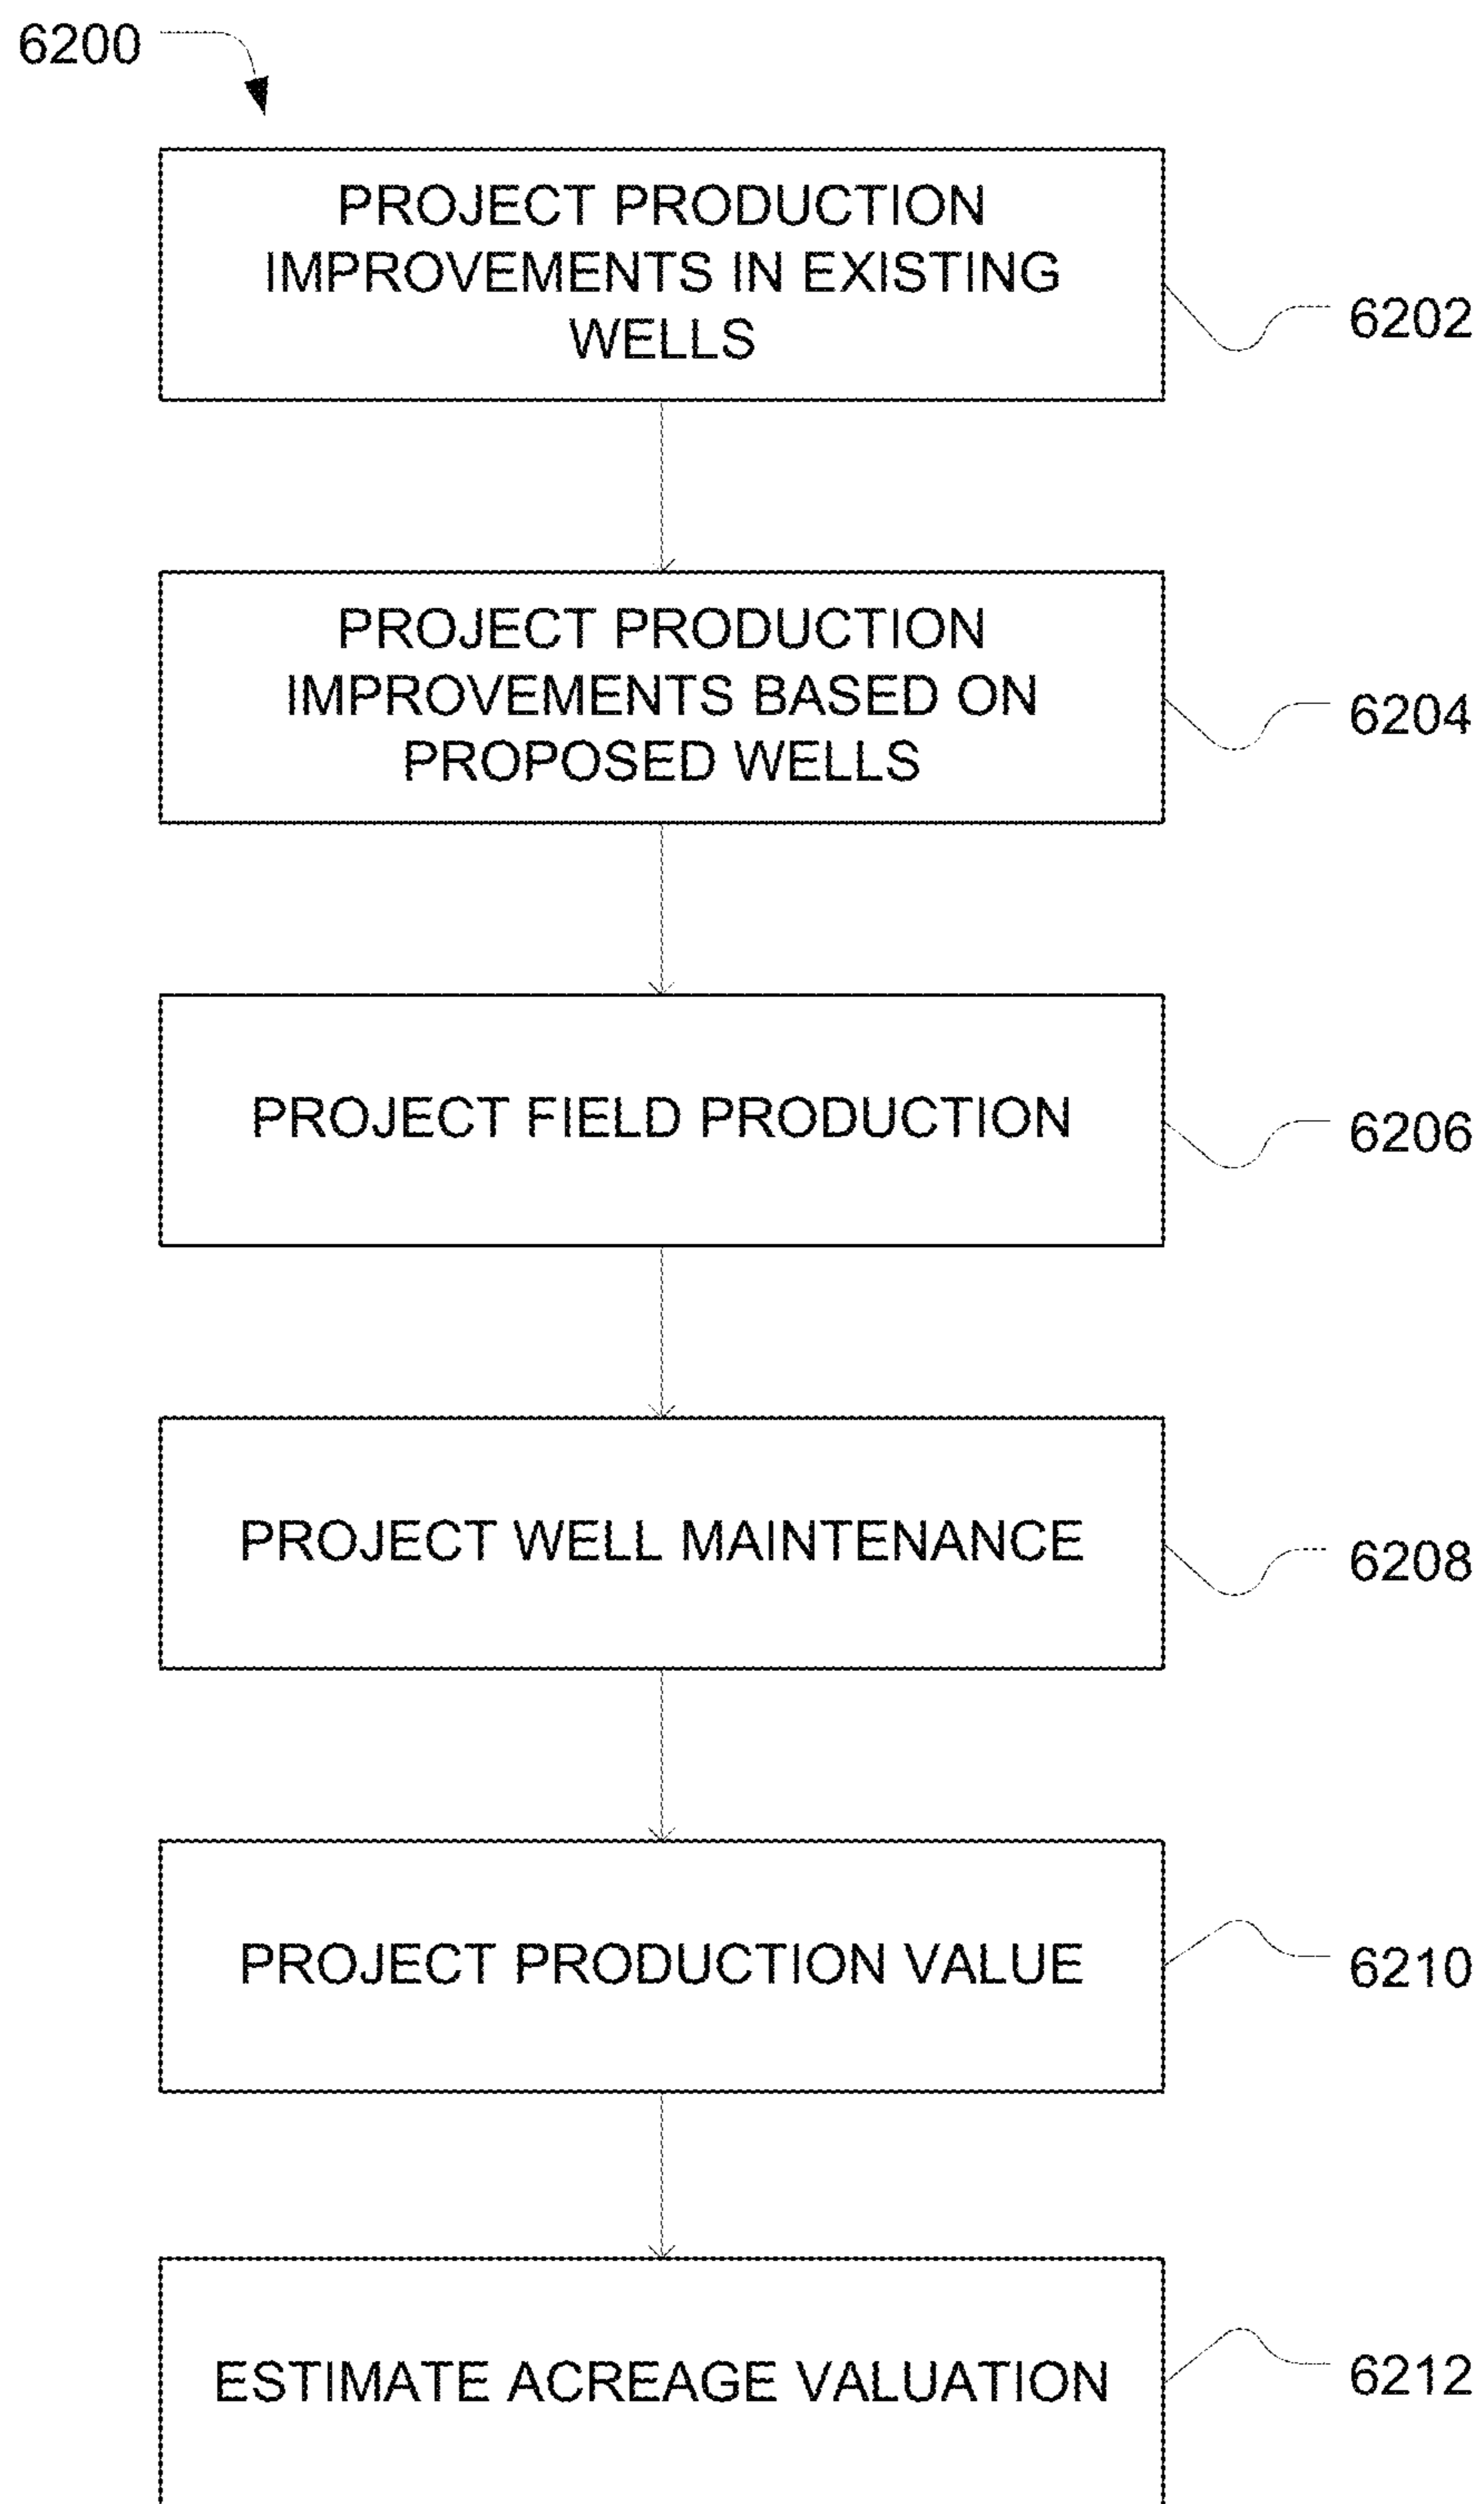 6200
PROJECT PRODUCTION
IMPROVEMENTS IN EXISTING
WELLS
6202
PROJECT PRODUCTION
IMPROVEMENTS BASED ON
PROPOSED WELLS
6204
PROJECT FIELD PRODUCTION
6206
PROJECT WELL MAINTENANCE
6208
PROJECT PRODUCTION VALUE
6210
ESTIMATE ACREAGE VALUATION
6212